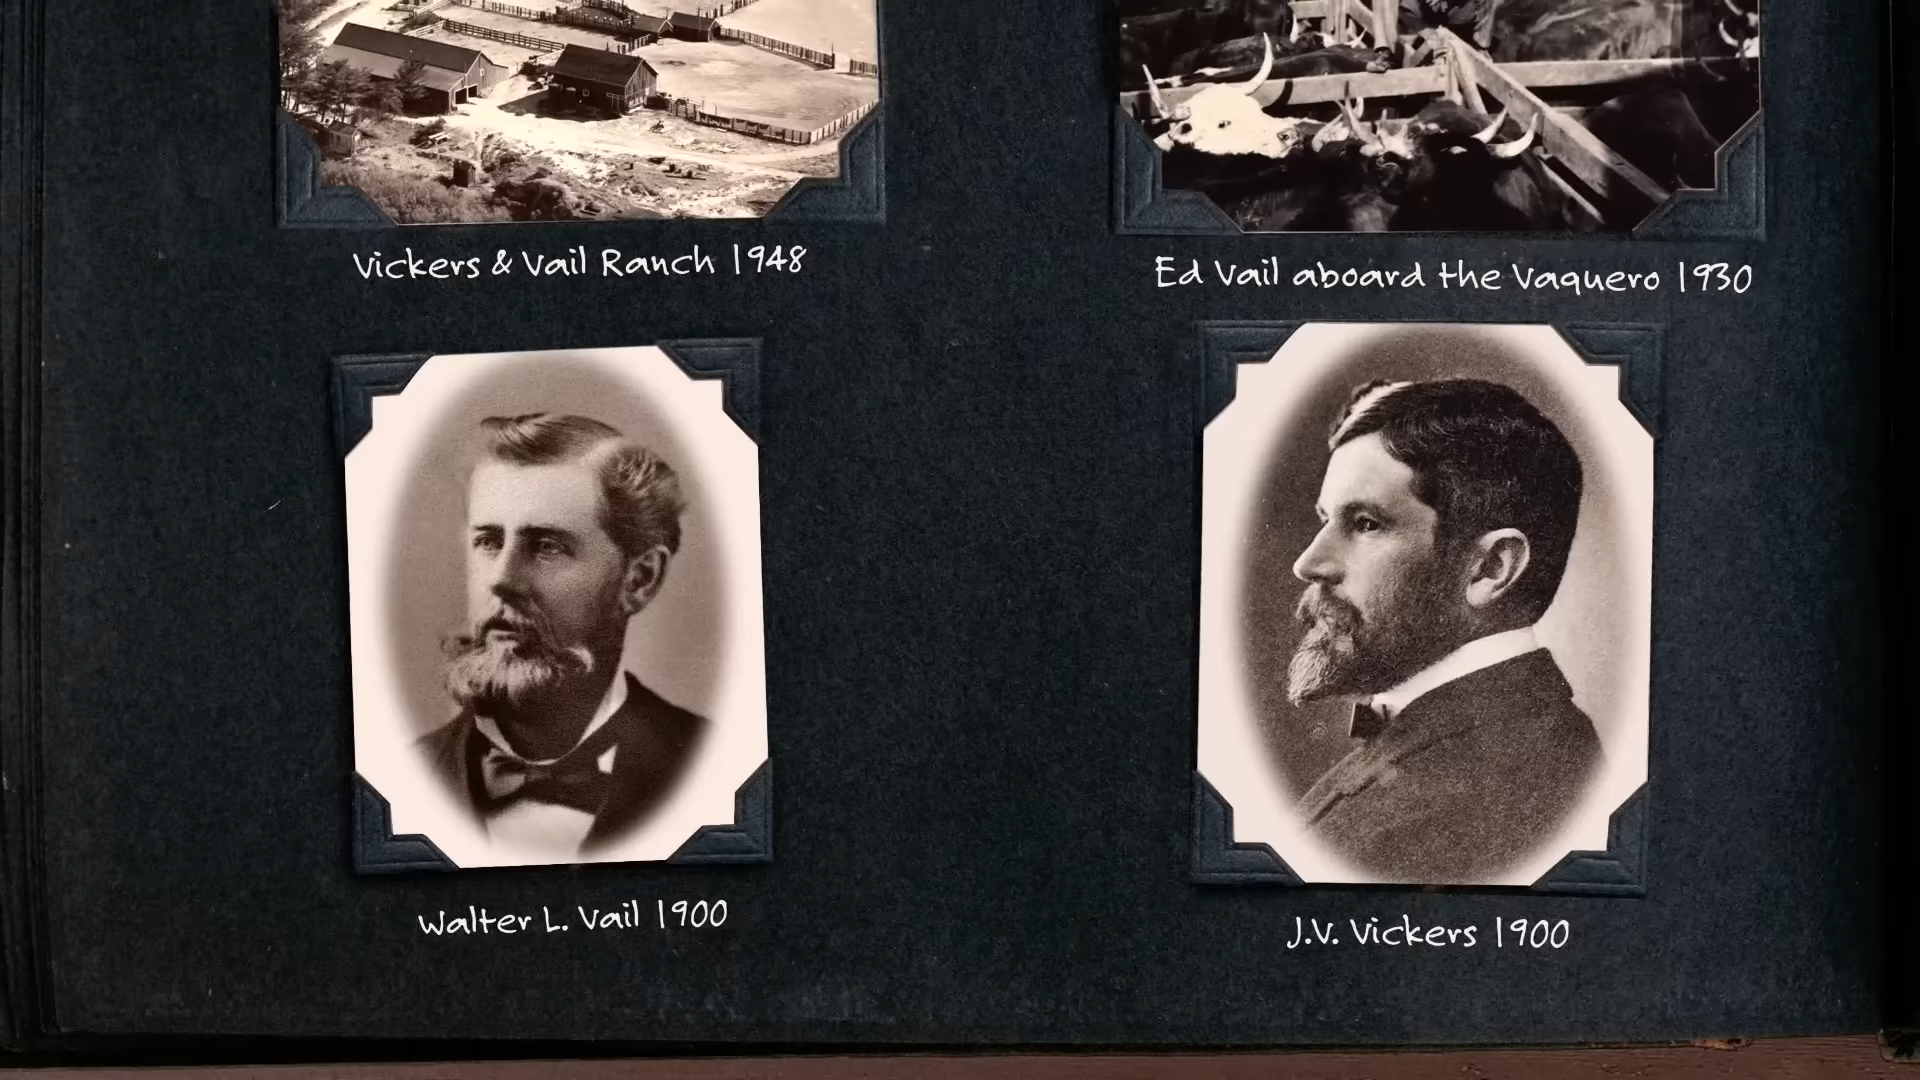 Vickers & Vail Ranch 1948
Ed Vail aboard the Vaquero 1930
Walter L. Vail 1900
J.V. Vickers 1900